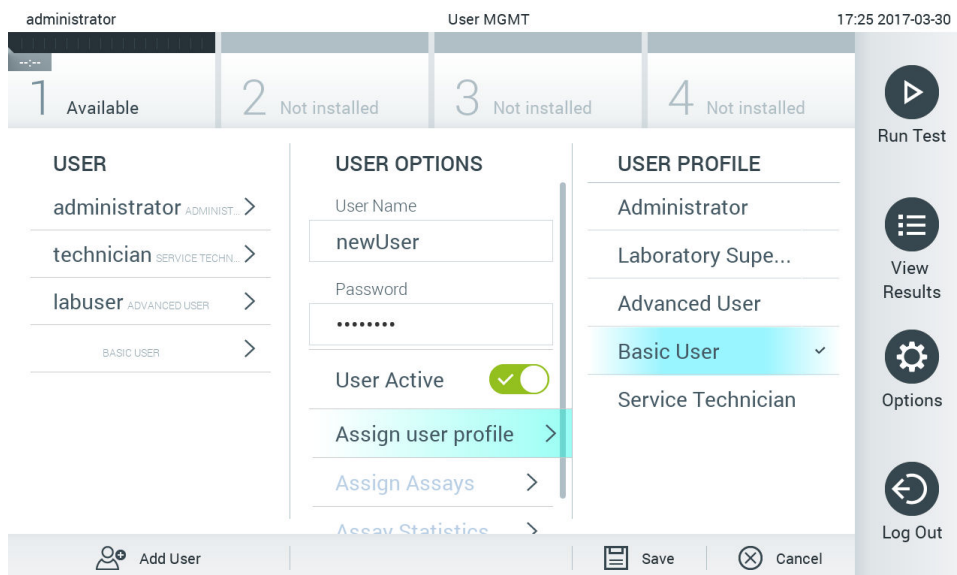 administrator
User MGMT
17:25 2017-03-30
--:--
1 Available
2 Not installed
3 Not installed
4 Not installed
USER
administrator ADMINIST...
technician SERVICE TECHN...
labuser ADVANCED USER
BASIC USER
USER OPTIONS
User Name
newUser
Password
••••••••
User Active
Assign user profile
Assign Assays
Assay Statistics
USER PROFILE
Administrator
Laboratory Supe...
Advanced User
Basic User
Service Technician
Run Test
View
Results
Options
Log Out
Add User
Save
Cancel